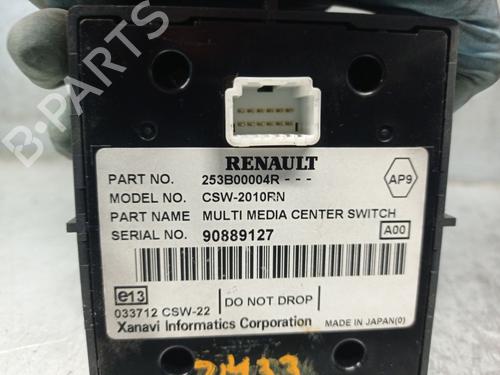 B-PARTS
RENAULT
PART NO. 253B00004R - - -
AP9
MODEL NO. CSW-2010RN
PART NAME MULTI MEDIA CENTER SWITCH
SERIAL NO. 90889127
A00
e13
DO NOT DROP
033712 CSW-22
Xanavi Informatics Corporation MADE IN JAPAN(0)